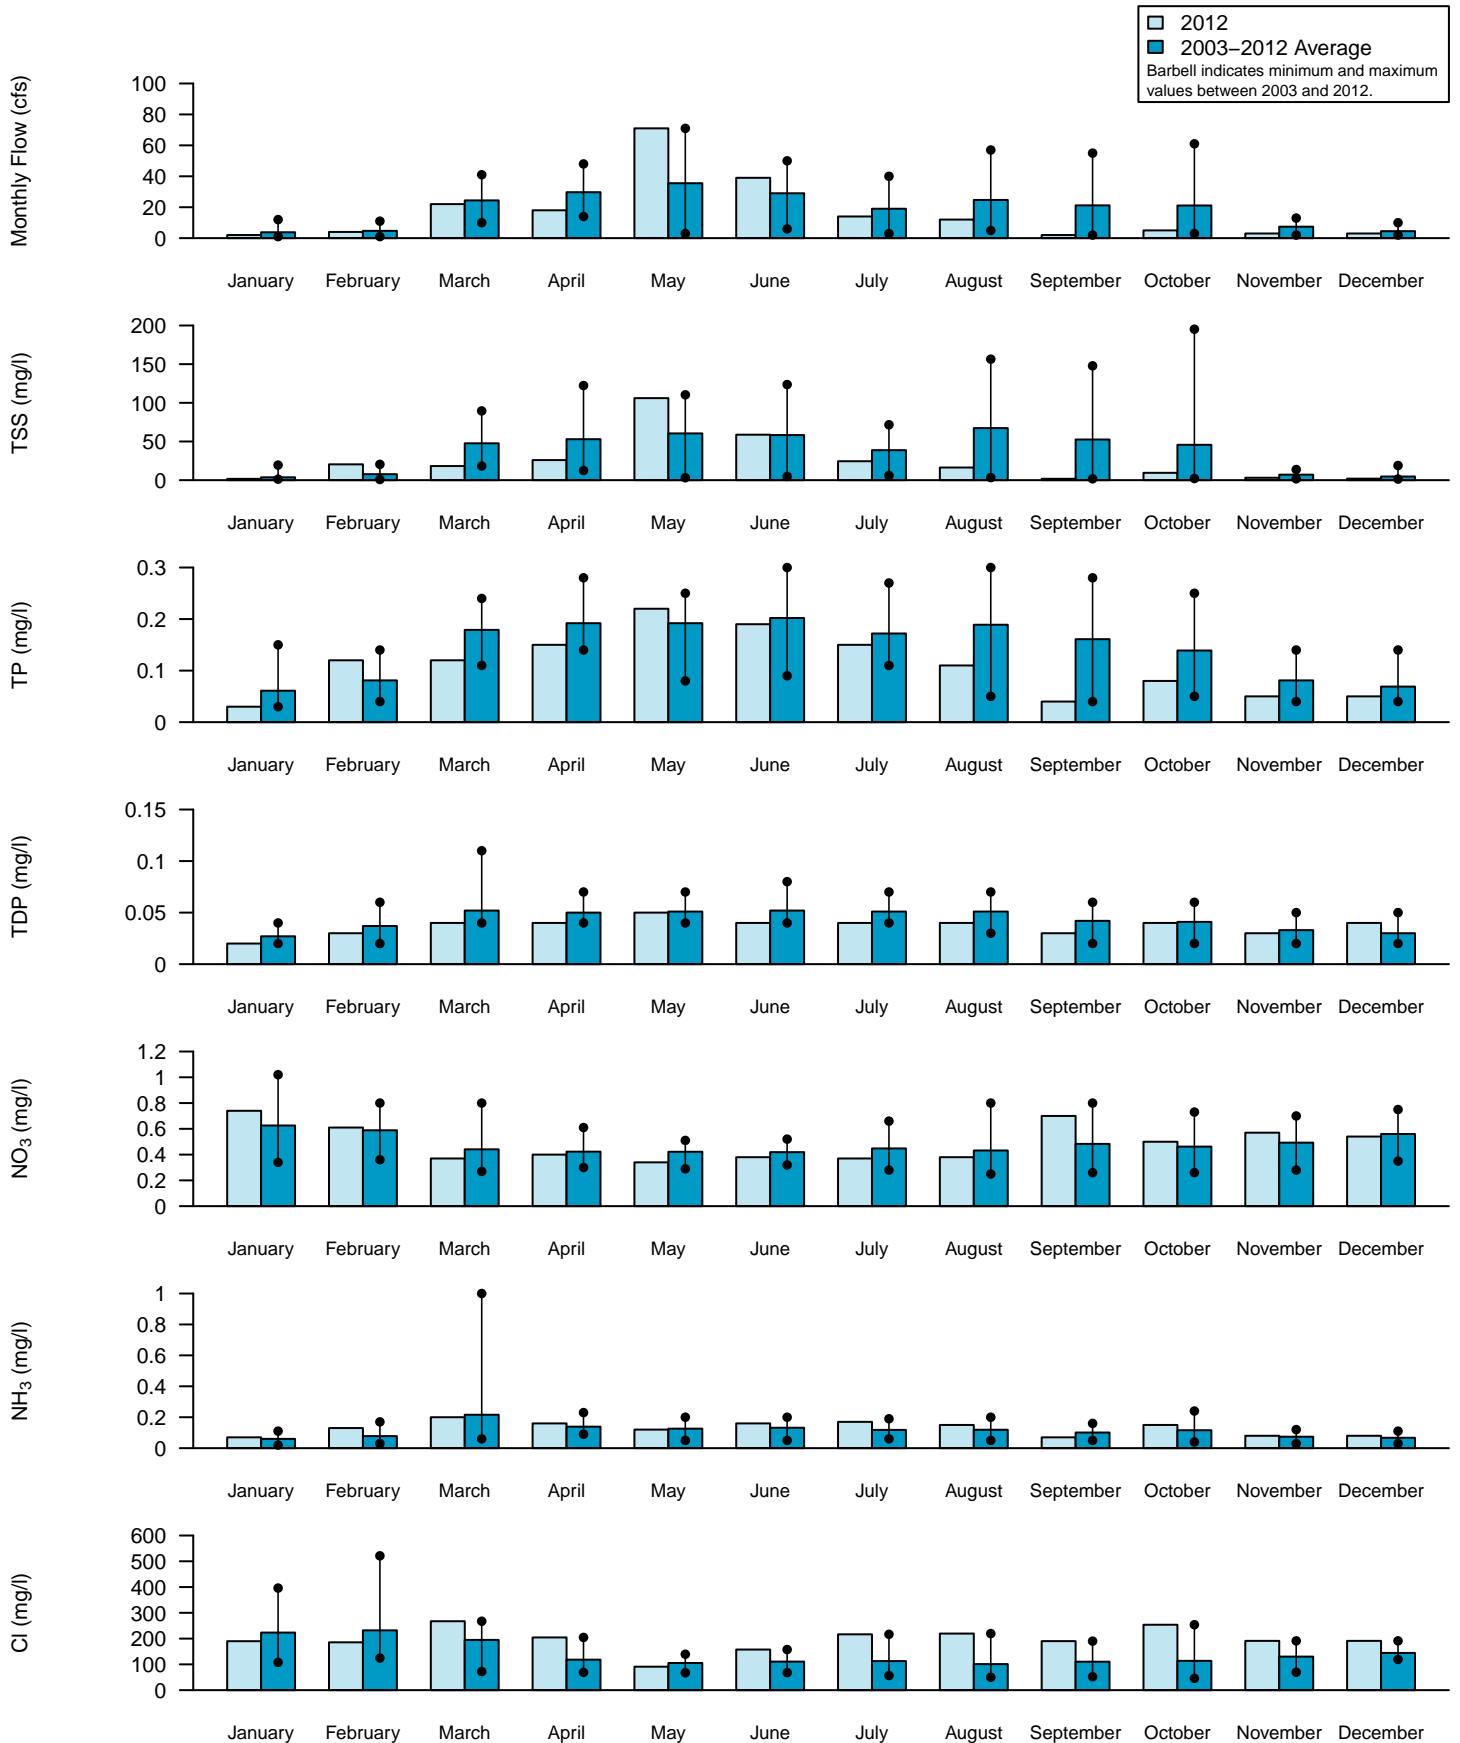 2012
2003–2012 Average
Barbell indicates minimum and maximum
values between 2003 and 2012.
Monthly Flow (cfs)
100
80
60
40
20
0
January February March April May June July August September October November December
TSS (mg/l)
200
150
100
50
0
January February March April May June July August September October November December
TP (mg/l)
0.3
0.2
0.1
0
January February March April May June July August September October November December
TDP (mg/l)
0.15
0.1
0.05
0
January February March April May June July August September October November December
NO₃ (mg/l)
1.2
1
0.8
0.6
0.4
0.2
0
January February March April May June July August September October November December
NH₃ (mg/l)
1
0.8
0.6
0.4
0.2
0
January February March April May June July August September October November December
Cl (mg/l)
600
500
400
300
200
100
0
January February March April May June July August September October November December